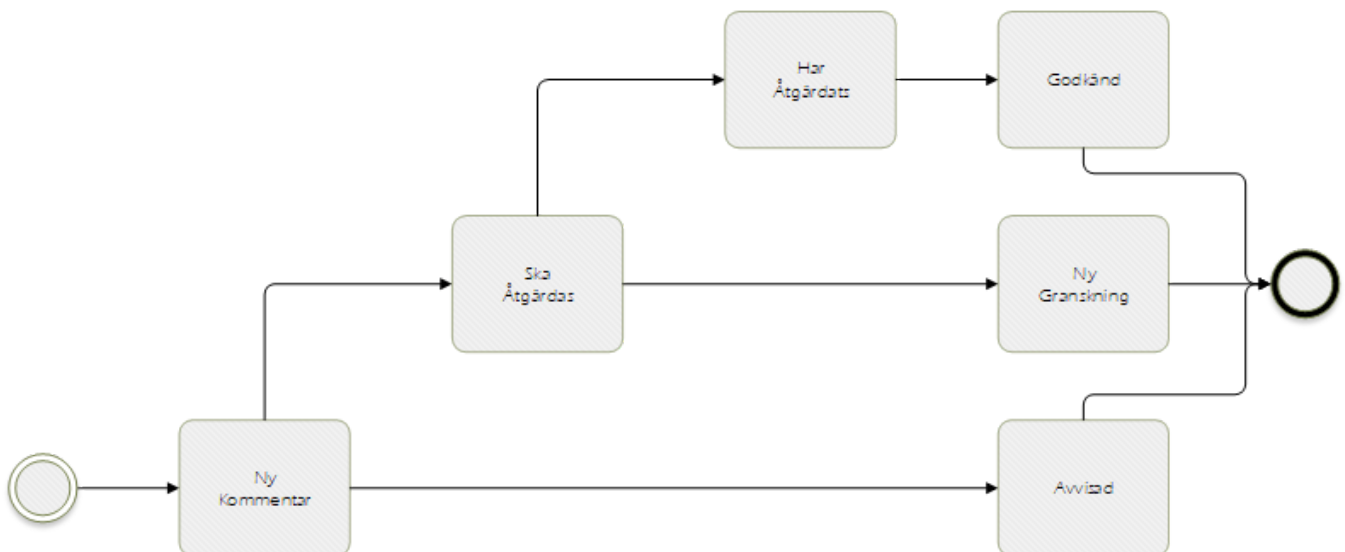 Har
Åtgärdats
Godkänd
Ska
Åtgärdas
Ny
Granskning
Ny
Kommentar
Avvisad